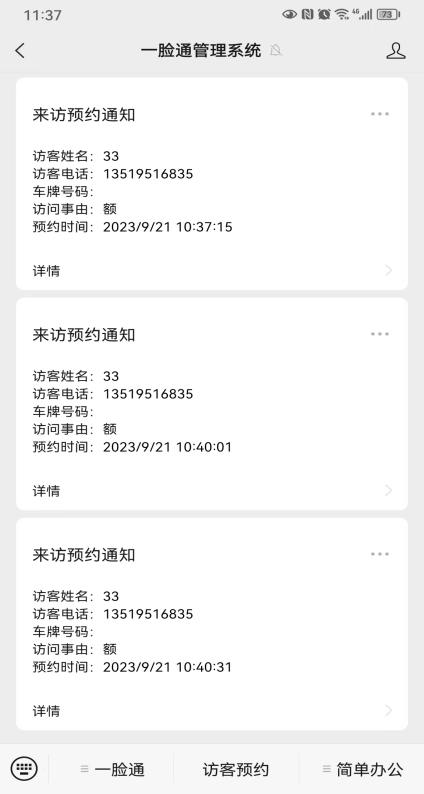 11:37
4G
73
一脸通管理系统
来访预约通知
访客姓名：33
访客电话：13519516835
车牌号码：
访问事由：额
预约时间：2023/9/21 10:37:15
详情
来访预约通知
访客姓名：33
访客电话：13519516835
车牌号码：
访问事由：额
预约时间：2023/9/21 10:40:01
详情
来访预约通知
访客姓名：33
访客电话：13519516835
车牌号码：
访问事由：额
预约时间：2023/9/21 10:40:31
详情
一脸通 访客预约 简单办公